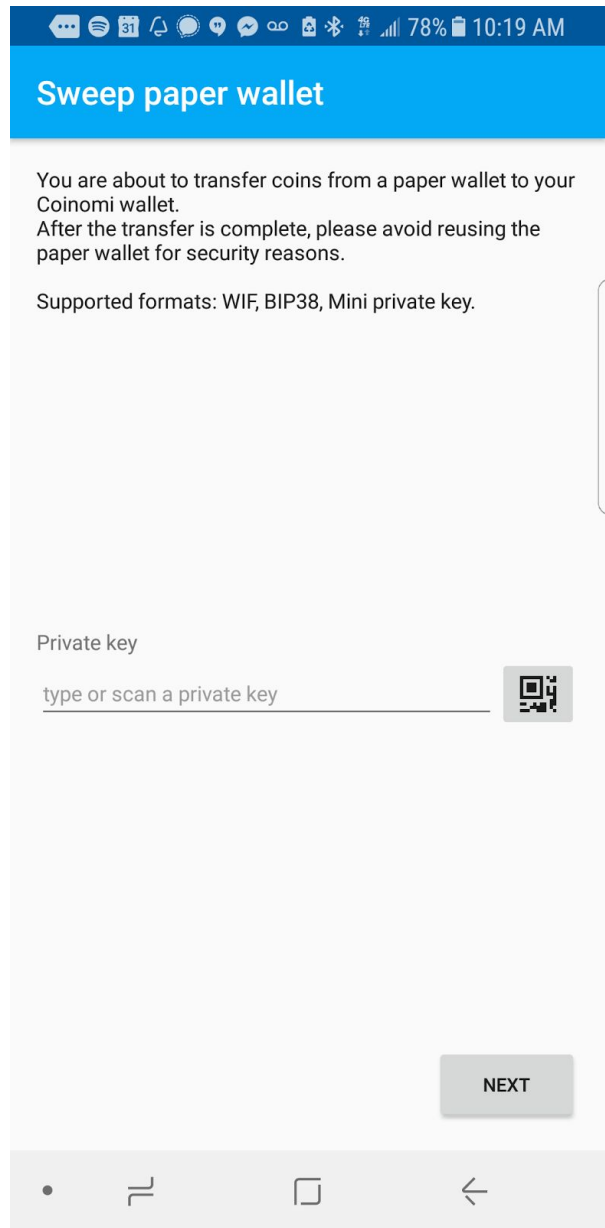 31 78% 10:19 AM
Sweep paper wallet
You are about to transfer coins from a paper wallet to your
Coinomi wallet.
After the transfer is complete, please avoid reusing the
paper wallet for security reasons.
Supported formats: WIF, BIP38, Mini private key.
Private key
type or scan a private key
NEXT